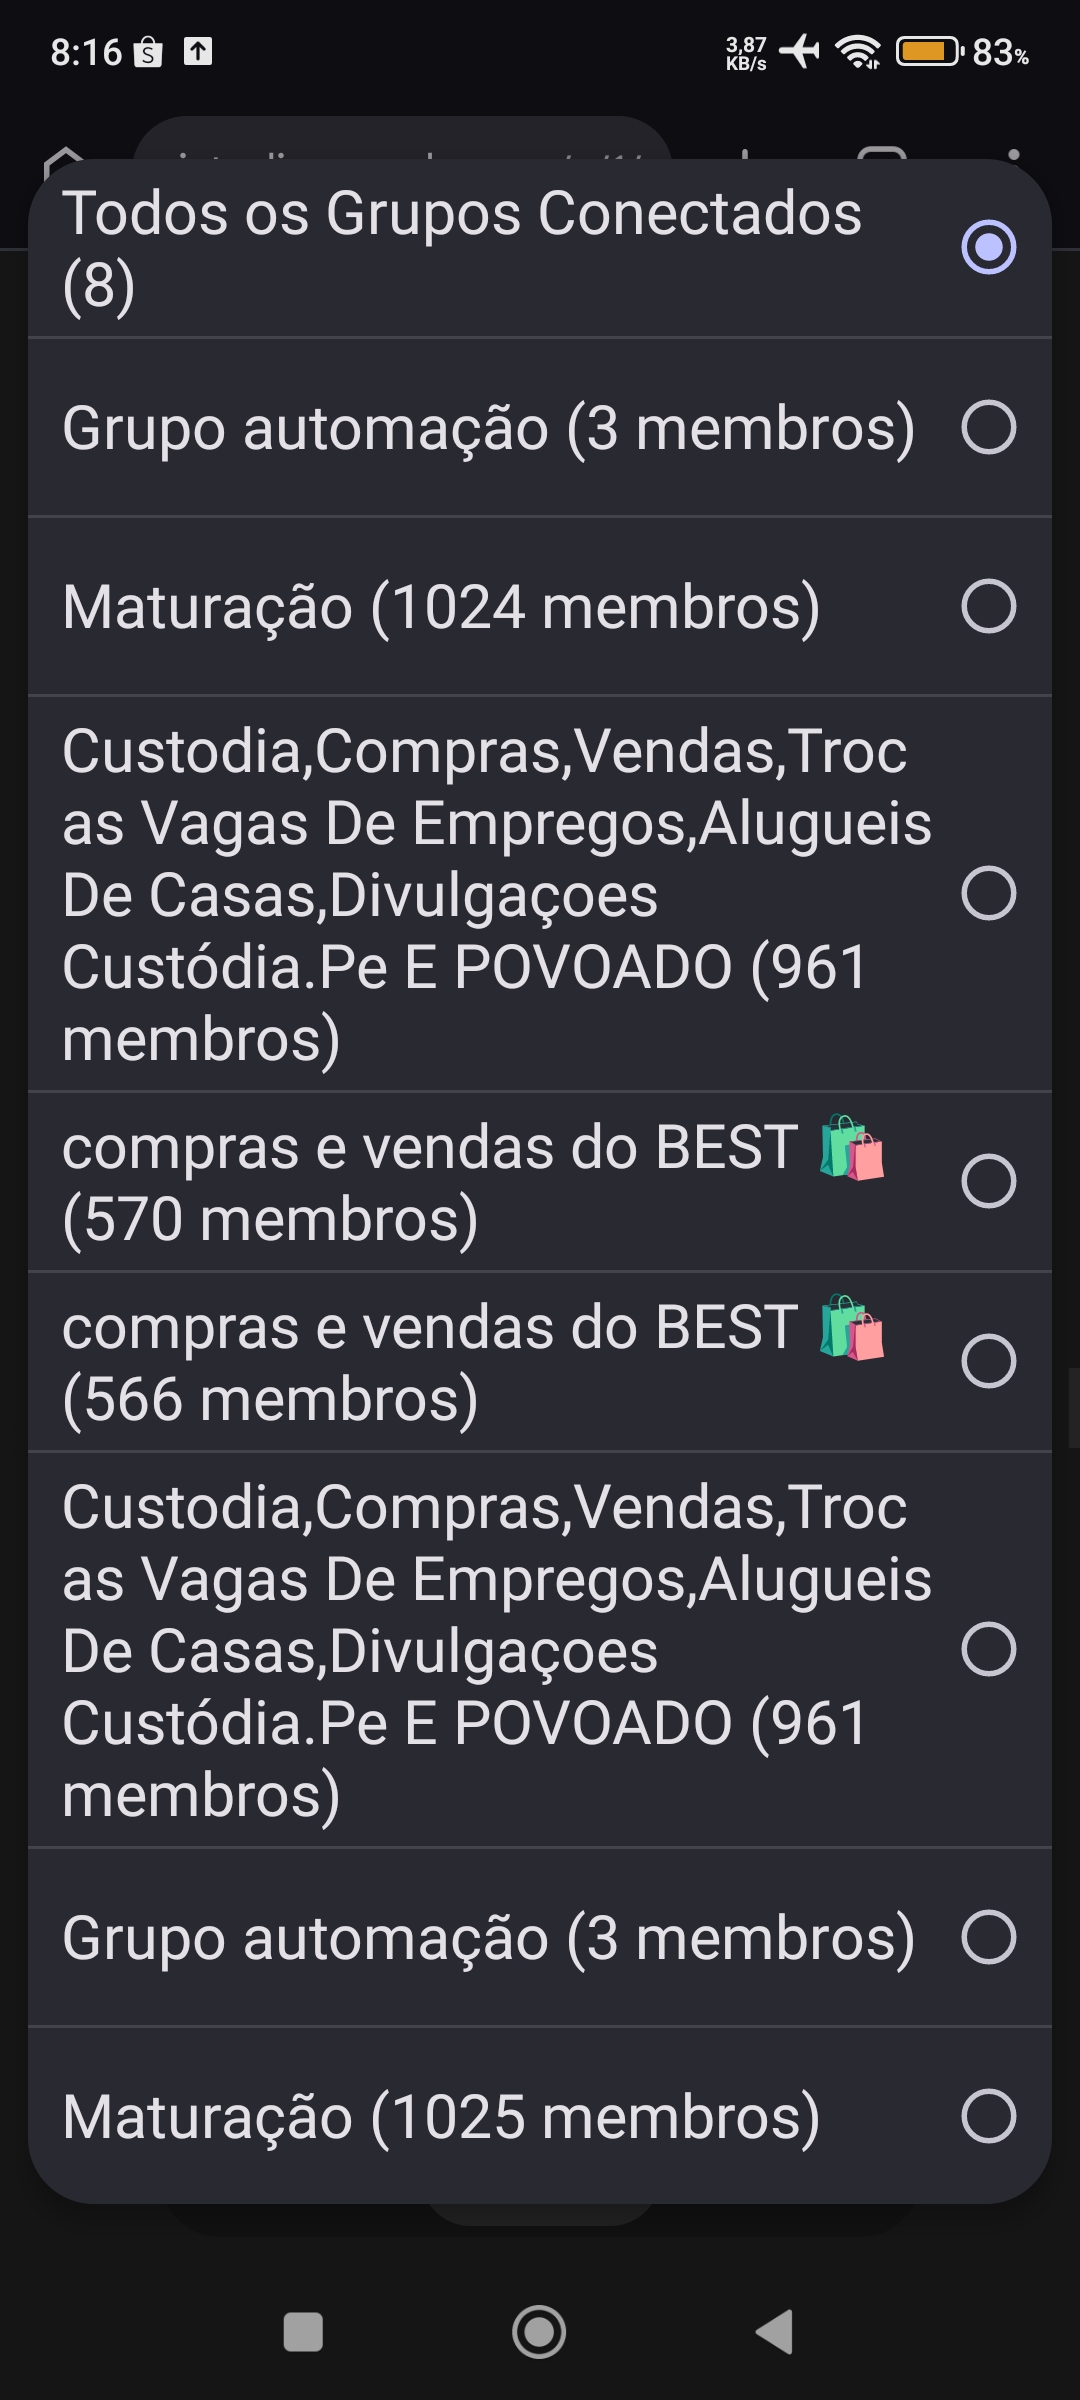 8:16
3,87
KB/s
83%
Todos os Grupos Conectados
(8)
Grupo automação (3 membros)
Maturação (1024 membros)
Custodia,Compras,Vendas,Troc
as Vagas De Empregos,Alugueis
De Casas,Divulgaçoes
Custódia.Pe E POVOADO (961
membros)
compras e vendas do BEST 🛍️
(570 membros)
compras e vendas do BEST 🛍️
(566 membros)
Custodia,Compras,Vendas,Troc
as Vagas De Empregos,Alugueis
De Casas,Divulgaçoes
Custódia.Pe E POVOADO (961
membros)
Grupo automação (3 membros)
Maturação (1025 membros)